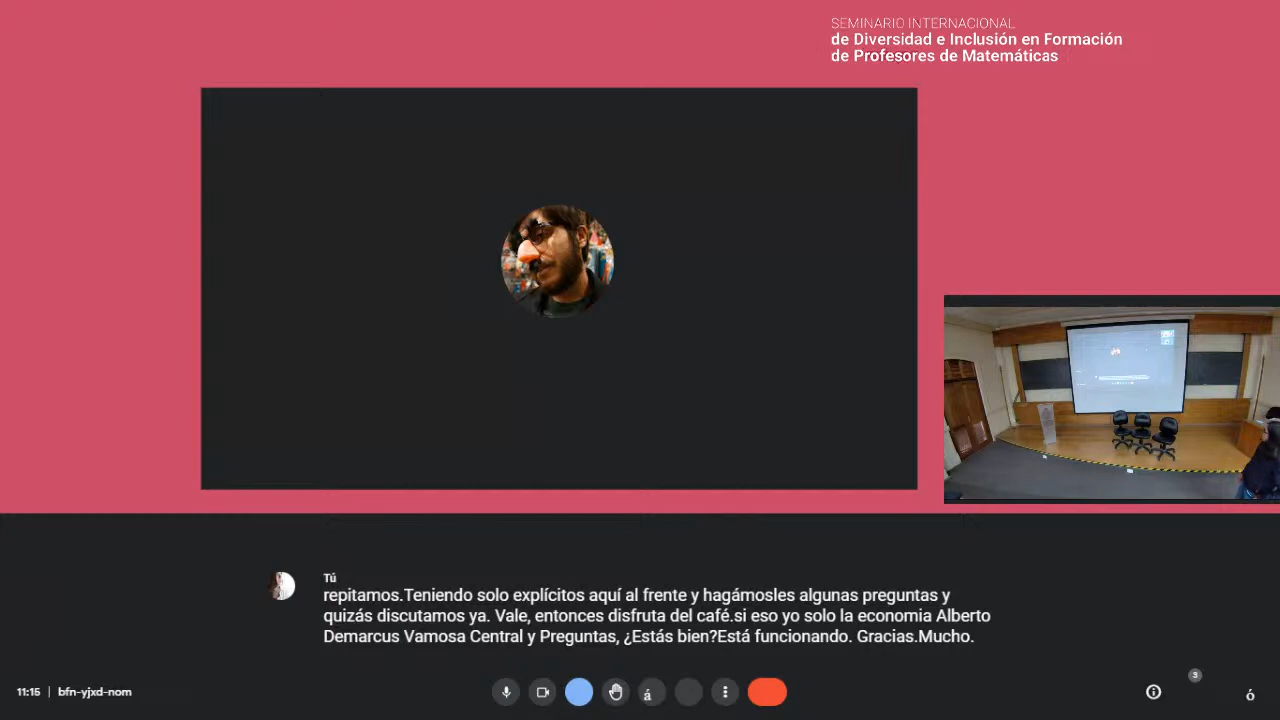 SEMINARIO INTERNACIONAL
de Diversidad e Inclusión en Formación
de Profesores de Matemáticas
Tú
repitamos.Teniendo solo explícitos aquí al frente y hagámosles algunas preguntas y
quizás discutamos ya. Vale, entonces disfruta del café.si eso yo solo la economia Alberto
Demarcus Vamosa Central y Preguntas, ¿Estás bien?Está funcionando. Gracias.Mucho.
11:15 | bfn-yjxd-nom
á
3
ó